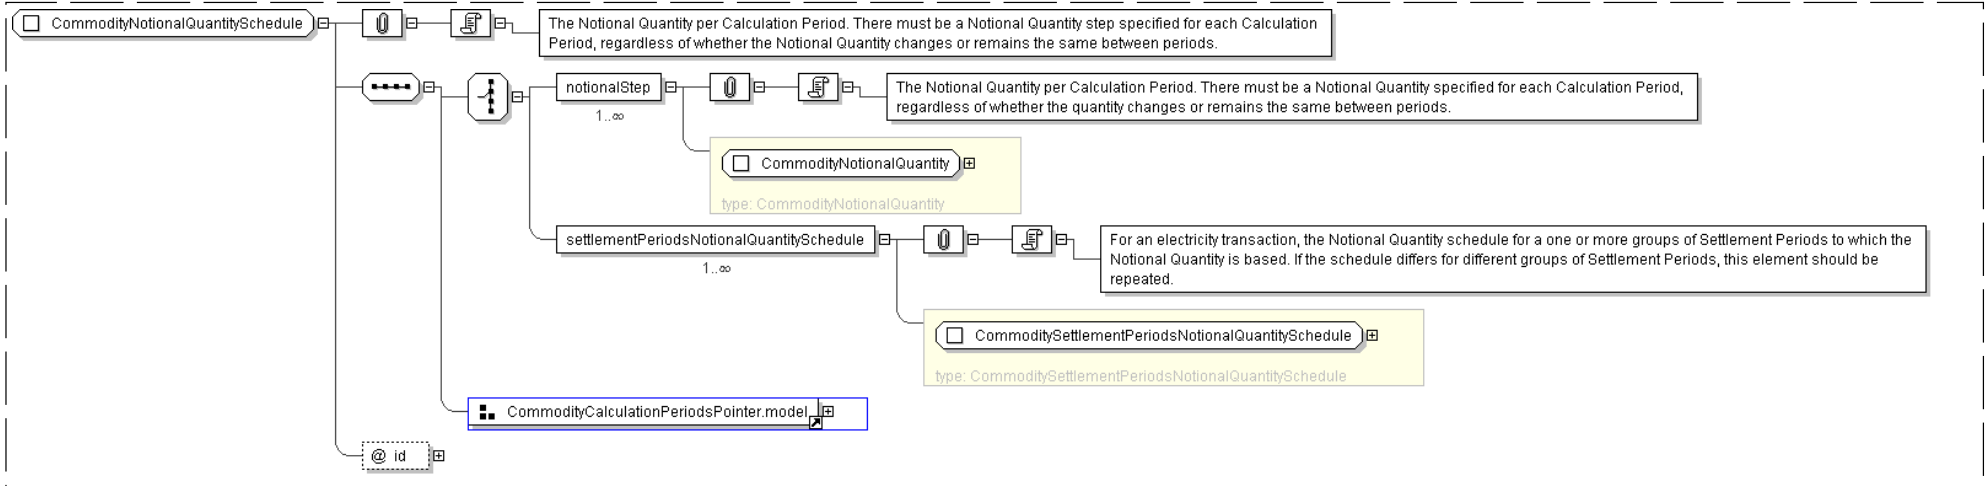 CommodityNotionalQuantitySchedule
The Notional Quantity per Calculation Period. There must be a Notional Quantity step specified for each Calculation
Period, regardless of whether the Notional Quantity changes or remains the same between periods.
notionalStep
1..∞
The Notional Quantity per Calculation Period. There must be a Notional Quantity specified for each Calculation Period,
regardless of whether the quantity changes or remains the same between periods.
CommodityNotionalQuantity
type: CommodityNotionalQuantity
settlementPeriodsNotionalQuantitySchedule
1..∞
For an electricity transaction, the Notional Quantity schedule for a one or more groups of Settlement Periods to which the
Notional Quantity is based. If the schedule differs for different groups of Settlement Periods, this element should be
repeated.
CommoditySettlementPeriodsNotionalQuantitySchedule
type: CommoditySettlementPeriodsNotionalQuantitySchedule
CommodityCalculationPeriodsPointer.model
@ id